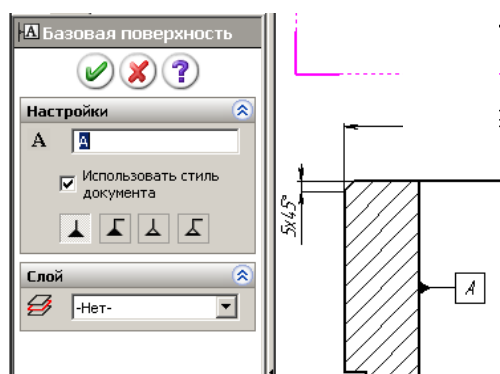 A Базовая поверхность
?
Настройки
A A
Использовать стиль
документа
Слой
-Нет-
5x45°
A